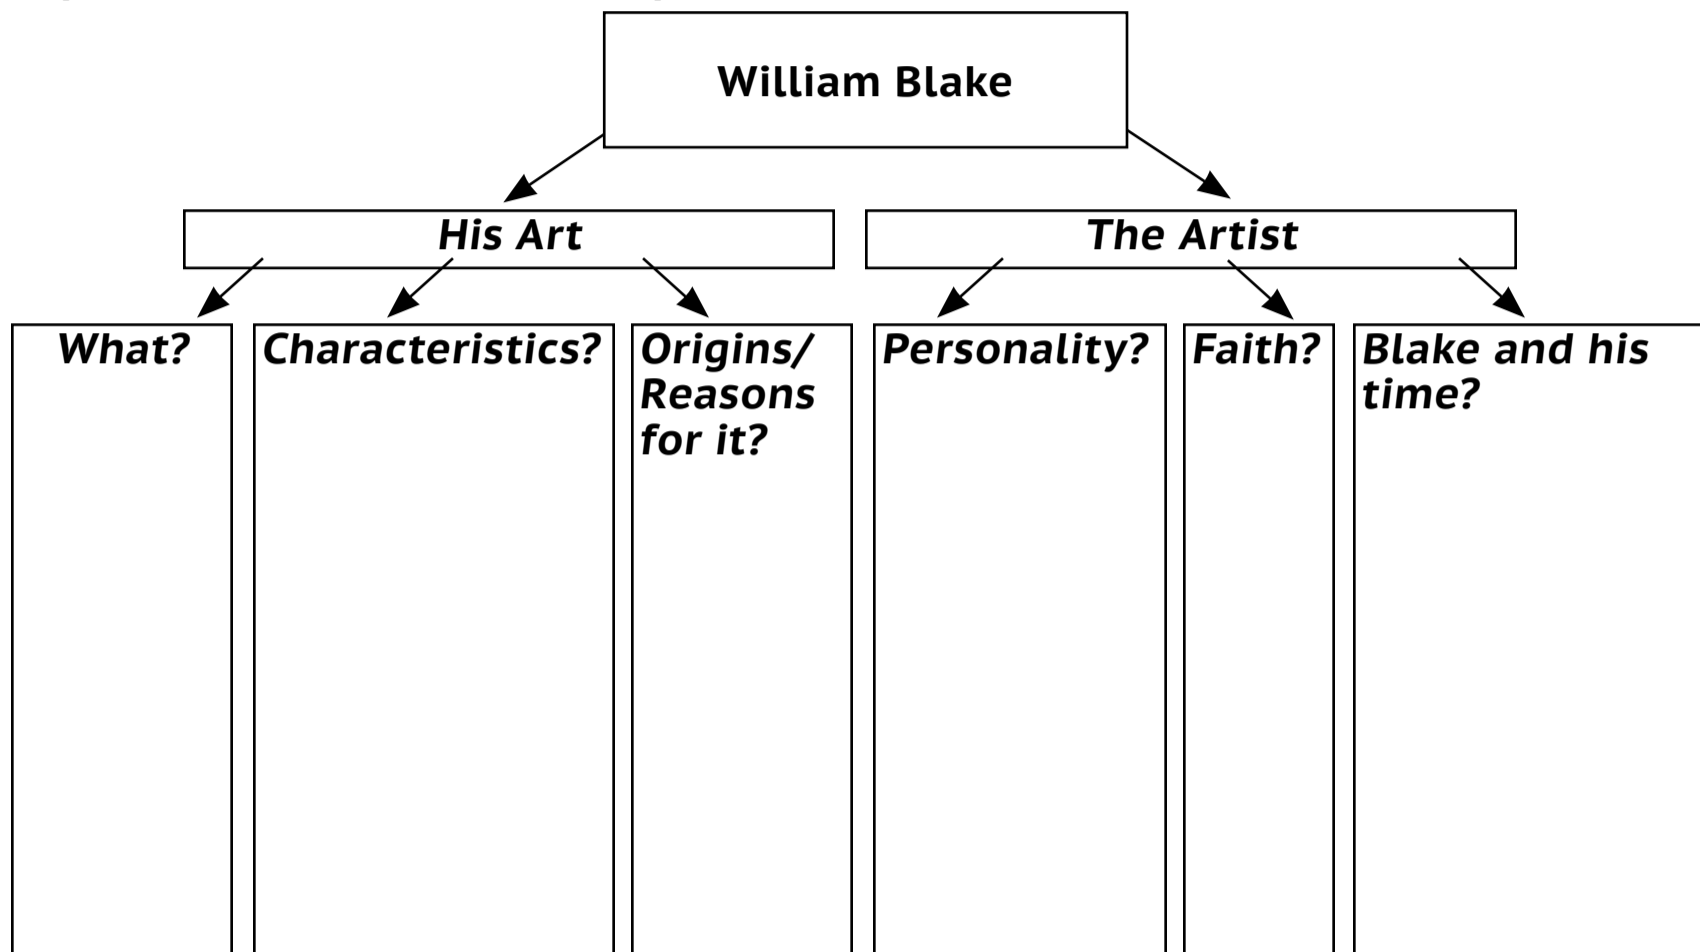 William Blake
His Art
The Artist
What?
Characteristics?
Origins/
Reasons
for it?
Personality?
Faith?
Blake and his
time?